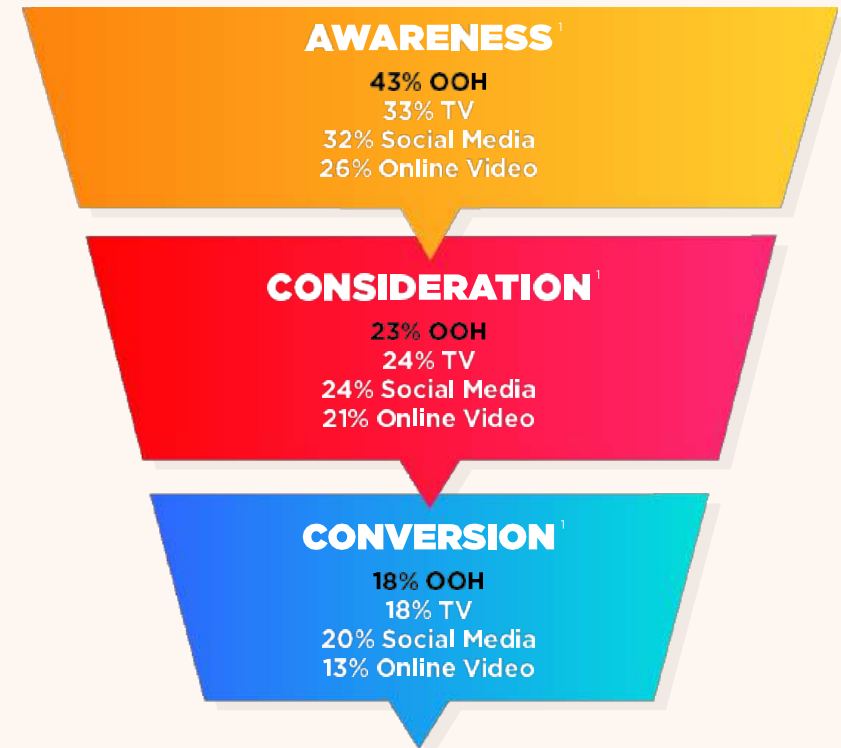 AWARENESS¹
43% OOH
33% TV
32% Social Media
26% Online Video
CONSIDERATION¹
23% OOH
24% TV
24% Social Media
21% Online Video
CONVERSION¹
18% OOH
18% TV
20% Social Media
13% Online Video